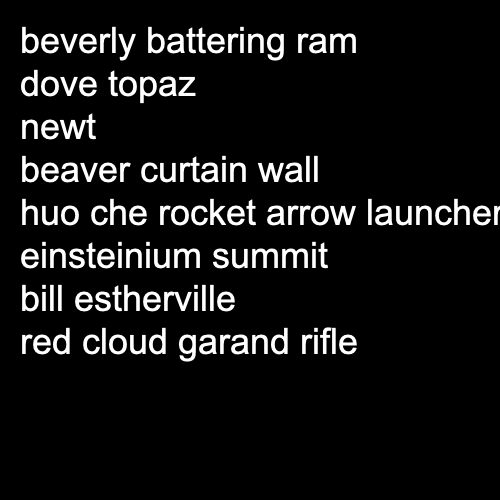 beverly battering ram
dove topaz
newt
beaver curtain wall
huo che rocket arrow launcher
einsteinium summit
bill estherville
red cloud garand rifle